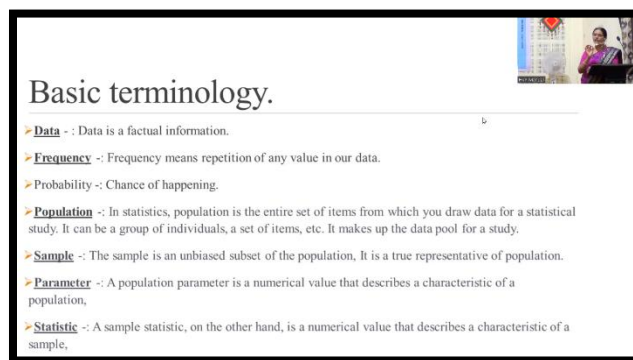 Basic terminology.
➢Data - : Data is a factual information.
➢Frequency -: Frequency means repetition of any value in our data.
➢Probability -: Chance of happening.
➢Population -: In statistics, population is the entire set of items from which you draw data for a statistical
study. It can be a group of individuals, a set of items, etc. It makes up the data pool for a study.
➢Sample -: The sample is an unbiased subset of the population, It is a true representative of population.
➢Parameter -: A population parameter is a numerical value that describes a characteristic of a
population,
➢Statistic -: A sample statistic, on the other hand, is a numerical value that describes a characteristic of a
sample,